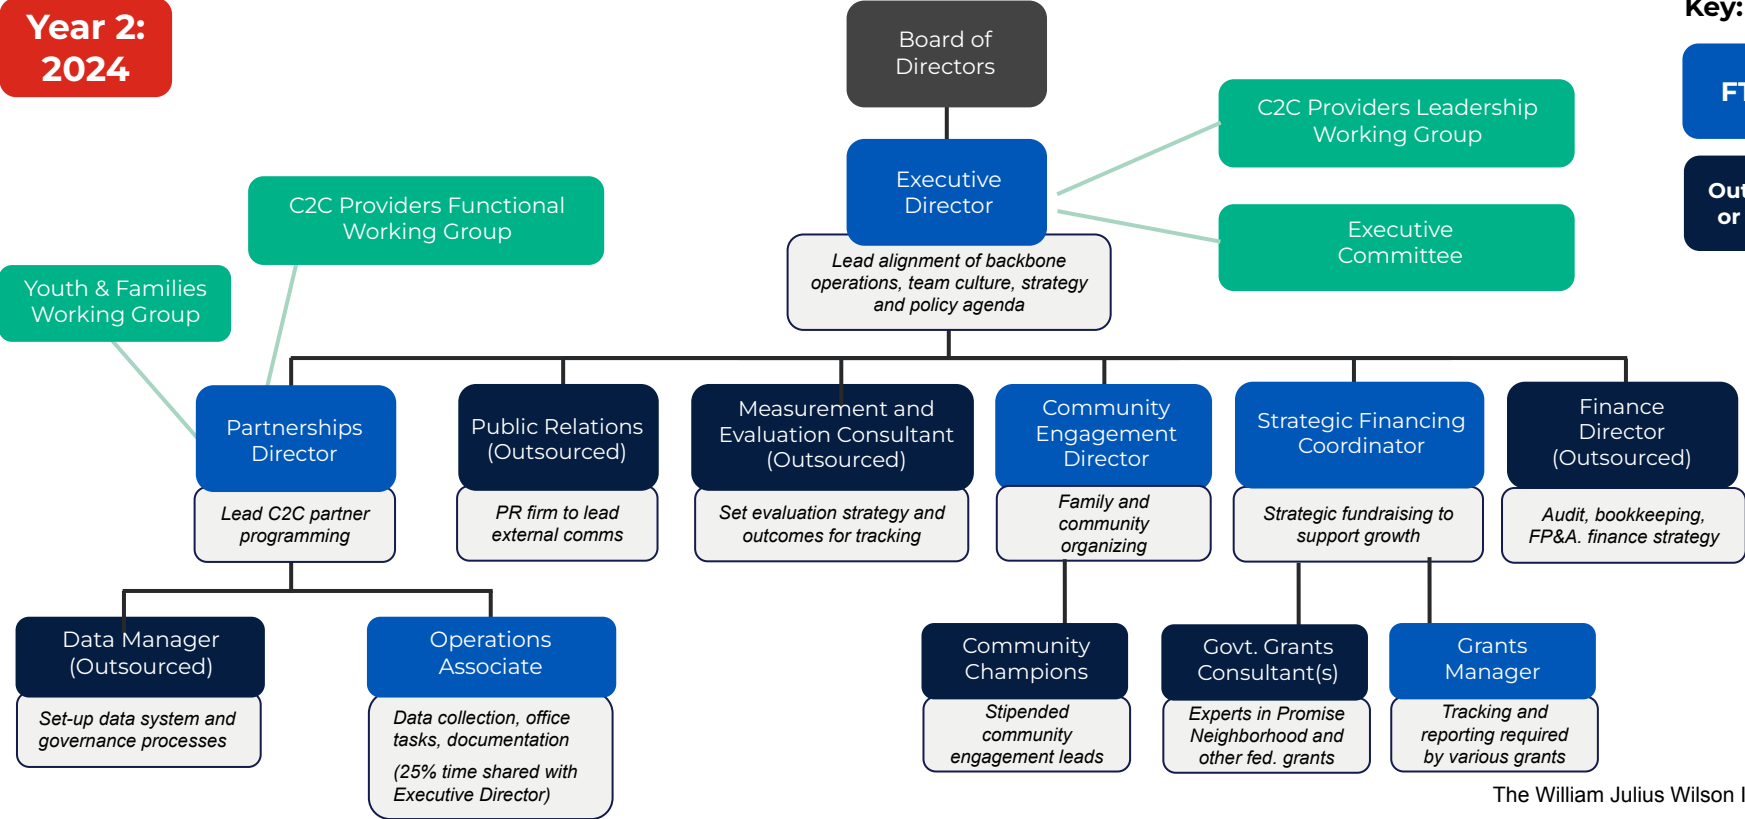 Year 2:
2024
Board of
Directors
Key:
C2C Providers Leadership
Working Group
Executive
Director
Executive
Committee
or
C2C Providers Functional
Working Group
Youth & Families
Working Group
Lead alignment of backbone
operations, team culture, strategy
and policy agenda
Partnerships
Director
Lead C2C partner
programming
Public Relations
(Outsourced)
PR firm to lead
external comms
Measurement and
Evaluation Consultant
(Outsourced)
Set evaluation strategy and
outcomes for tracking
Community
Engagement
Director
Family and
community
organizing
Strategic Financing
Coordinator
Strategic fundraising to
support growth
Finance
Director
(Outsourced)
Audit, bookkeeping,
FP&A. finance strategy
Data Manager
(Outsourced)
Set-up data system and
governance processes
Operations
Associate
Data collection, office
tasks, documentation
(25% time shared with
Executive Director)
Community
Champions
Stipended
community
engagement leads
Govt. Grants
Consultant(s)
Experts in Promise
Neighborhood and
other fed. grants
Grants
Manager
Tracking and
reporting required
by various grants
The William Julius Wilson